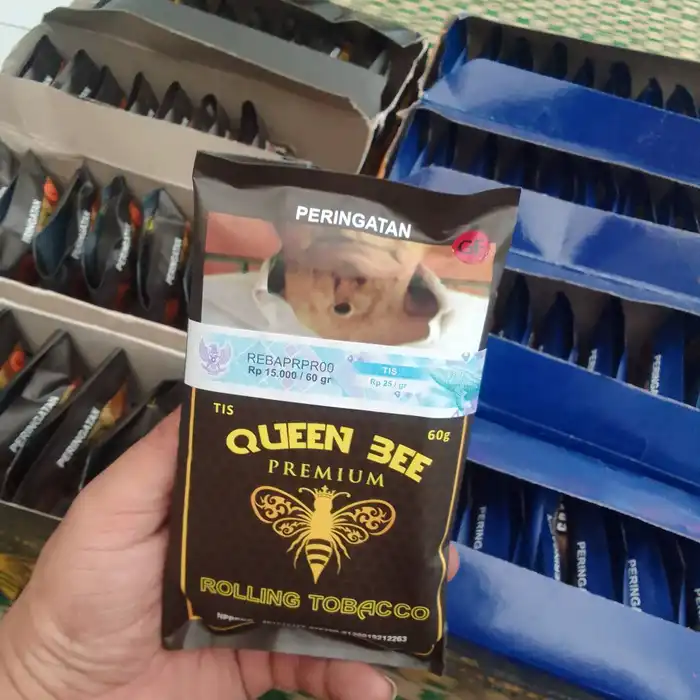 PERINGATAN
GF
REBAPRPR00
Rp 15.000 / 60 gr
TIS
Rp 25 / gr
TIS
60g
QUEEN BEE
PREMIUM
ROLLING TOBACCO
PERINGATAN
PERINGATAN
PERINGATAN